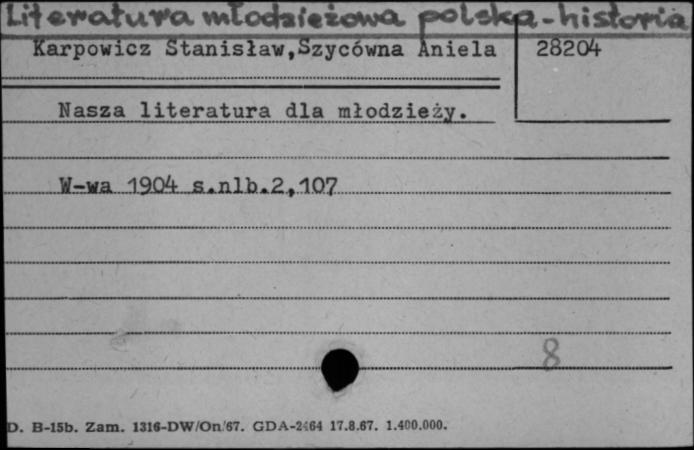 Literatura młodzieżowa polska - historia
Karpowicz Stanisław,Szycówna Aniela 28204
Nasza literatura dla młodzieży.
W-wa 1904 s.nlb.2,107
8
D. B-15b. Zam. 1316-DW/On/67. GDA-2464 17.8.67. 1.400.000.